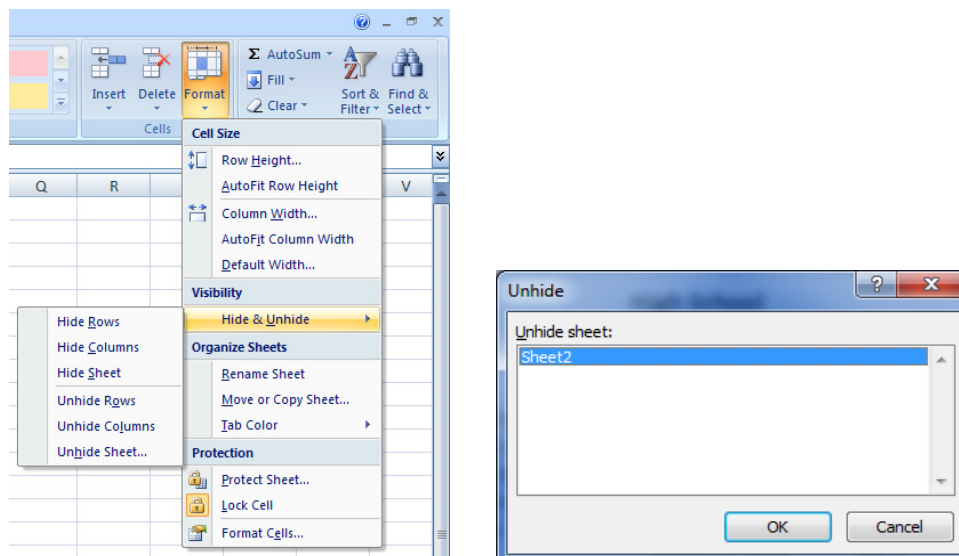 Σ AutoSum
Fill
Clear
Insert
Delete
Format
Sort &
Filter
Find &
Select
Cells
Cell Size
Row Height...
AutoFit Row Height
Column Width...
AutoFit Column Width
Default Width...
Visibility
Hide & Unhide
Organize Sheets
Rename Sheet
Move or Copy Sheet...
Tab Color
Protection
Protect Sheet...
Lock Cell
Format Cells...
Q R V
Hide Rows
Hide Columns
Hide Sheet
Unhide Rows
Unhide Columns
Unhide Sheet...
Unhide
Unhide sheet:
Sheet2
OK Cancel